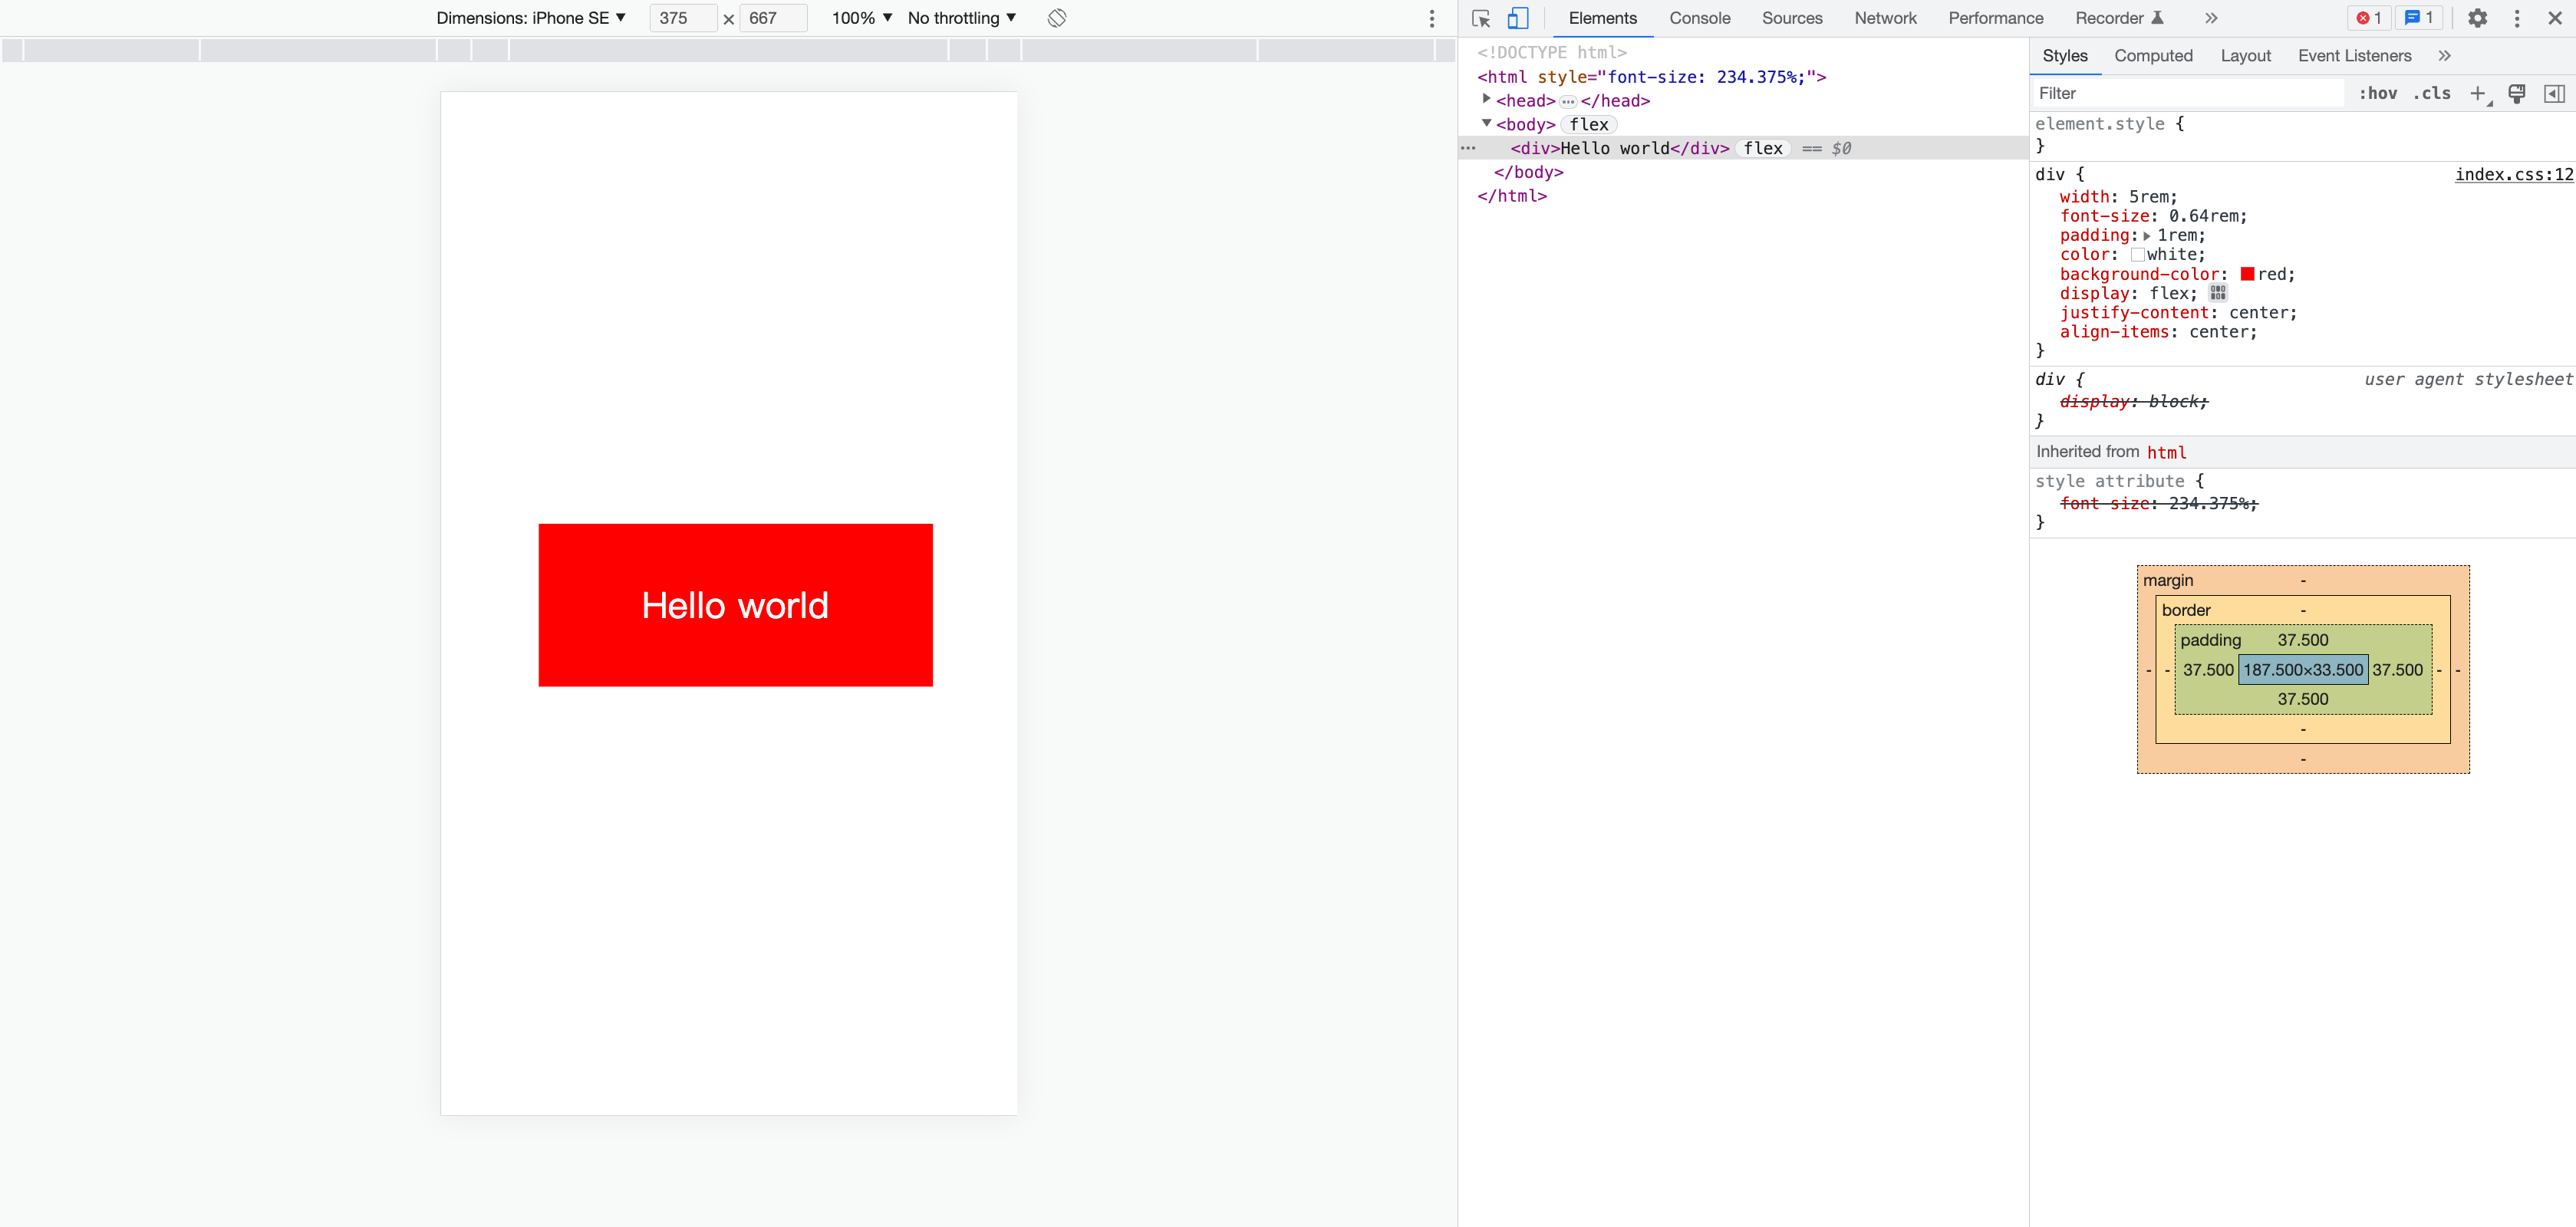 Dimensions: iPhone SE ▼ 375 × 667 100% ▼ No throttling ▼
Hello world
Elements Console Sources Network Performance Recorder » 1 1
<!DOCTYPE html>
<html style="font-size: 234.375%;">
▶ <head> ••• </head>
▼ <body> flex
••• <div>Hello world</div> flex == $0
</body>
</html>
Styles Computed Layout Event Listeners »
Filter :hov .cls +
element.style {
}
div { index.css:12
width: 5rem;
font-size: 0.64rem;
padding: ▶ 1rem;
color: white;
background-color: red;
display: flex;
justify-content: center;
align-items: center;
}
div { user agent stylesheet
display: block;
}
Inherited from html
style attribute {
font-size: 234.375%;
}
margin -
border -
padding 37.500
- - 37.500 187.500×33.500 37.500 - -
37.500
-
-